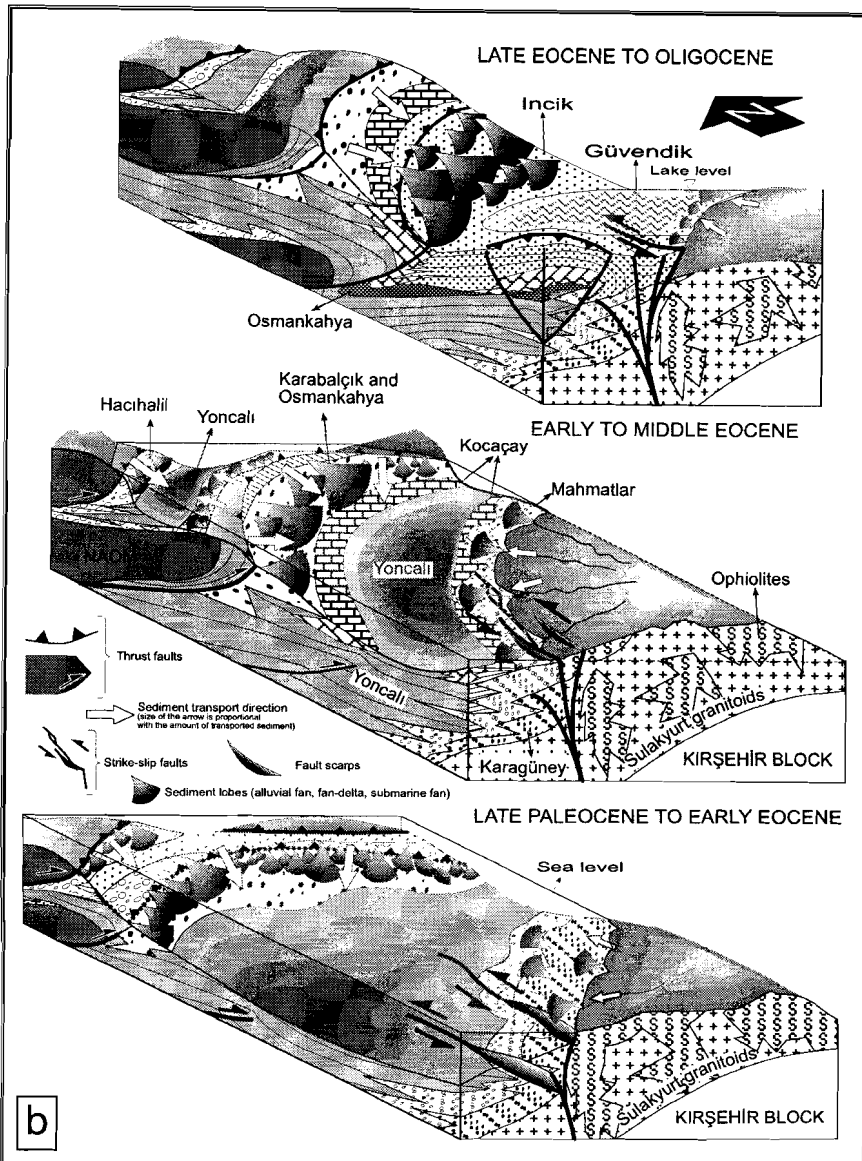 LATE EOCENE TO OLIGOCENE
Incik
N
Güvendik
Lake level
Osmankahya
Karabalçık and
Osmankahya
Hacıhalil
Yoncalı
EARLY TO MIDDLE EOCENE
Kocaçay
Mahmatlar
Yoncalı
Ophiolites
Thrust faults
Yoncalı
Sediment transport direction
(size of the arrow is proportional
with the amount of transported sediment)
Strike-slip faults
Fault scarps
Karagüney
Sulakyurt granitoids
KIRŞEHİR BLOCK
Sediment lobes (alluvial fan, fan-delta, submarine fan)
LATE PALEOCENE TO EARLY EOCENE
Sea level
Sulakyurt granitoids
KIRŞEHİR BLOCK
b